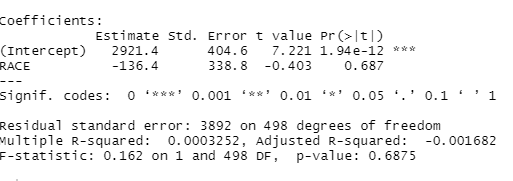 Coefficients:
Estimate Std. Error t value Pr(>|t|)
(Intercept) 2921.4 404.6 7.221 1.94e-12 ***
RACE -136.4 338.8 -0.403 0.687
---
Signif. codes: 0 ‘***’ 0.001 ‘**’ 0.01 ‘*’ 0.05 ‘.’ 0.1 ‘ ’ 1
Residual standard error: 3892 on 498 degrees of freedom
Multiple R-squared: 0.0003252, Adjusted R-squared: -0.001682
F-statistic: 0.162 on 1 and 498 DF, p-value: 0.6875